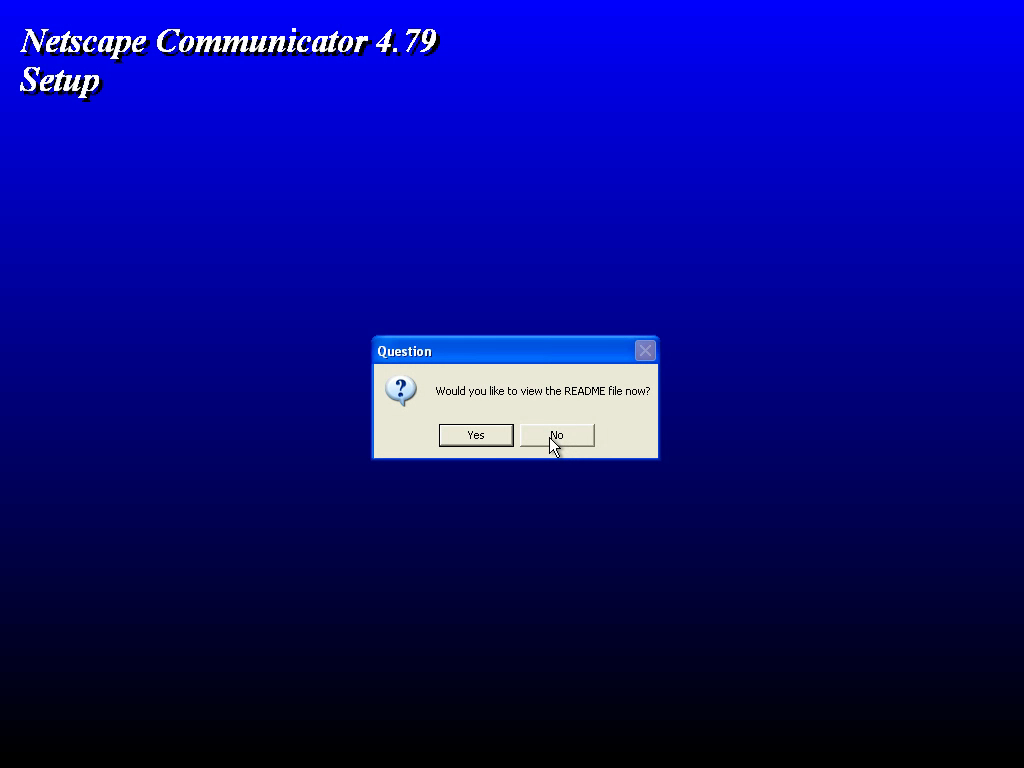 Netscape Communicator 4.79
Setup
Question
Would you like to view the README file now?
Yes No